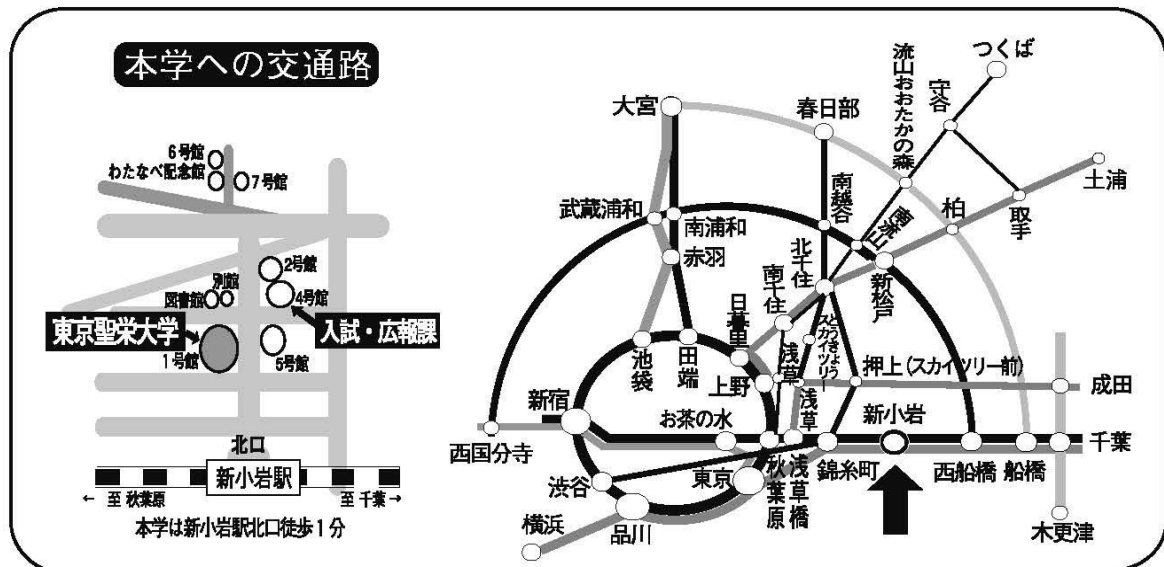 本学への交通路
6号館
わたなべ記念館
7号館
2号館
別館
図書館
4号館
東京聖栄大学
入試・広報課
1号館
5号館
北口
新小岩駅
← 至 秋葉原
至 千葉→
本学は新小岩駅北口徒歩1分
つくば
守谷
流山おおたかの森
大宮
春日部
土浦
取手
柏
武蔵浦和
南浦和
南越谷
南流山
赤羽
北千住
南千住
新松戸
日暮里
とうきょうスカイツリー
池袋
田端
上野
浅草
浅草
押上(スカイツリー前)
成田
新宿
お茶の水
新小岩
西国分寺
千葉
渋谷
東京
秋葉原
浅草橋
錦糸町
西船橋
船橋
横浜
品川
木更津